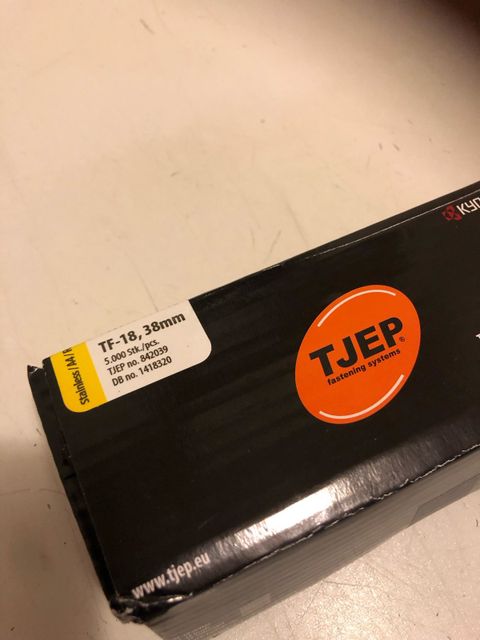 TF-18, 38mm
5.000 Stk./pcs.
TJEP no. 842039
DB no. 1418320
Stainless / A4 /
TJEP®
fastening systems
www.tjep.eu